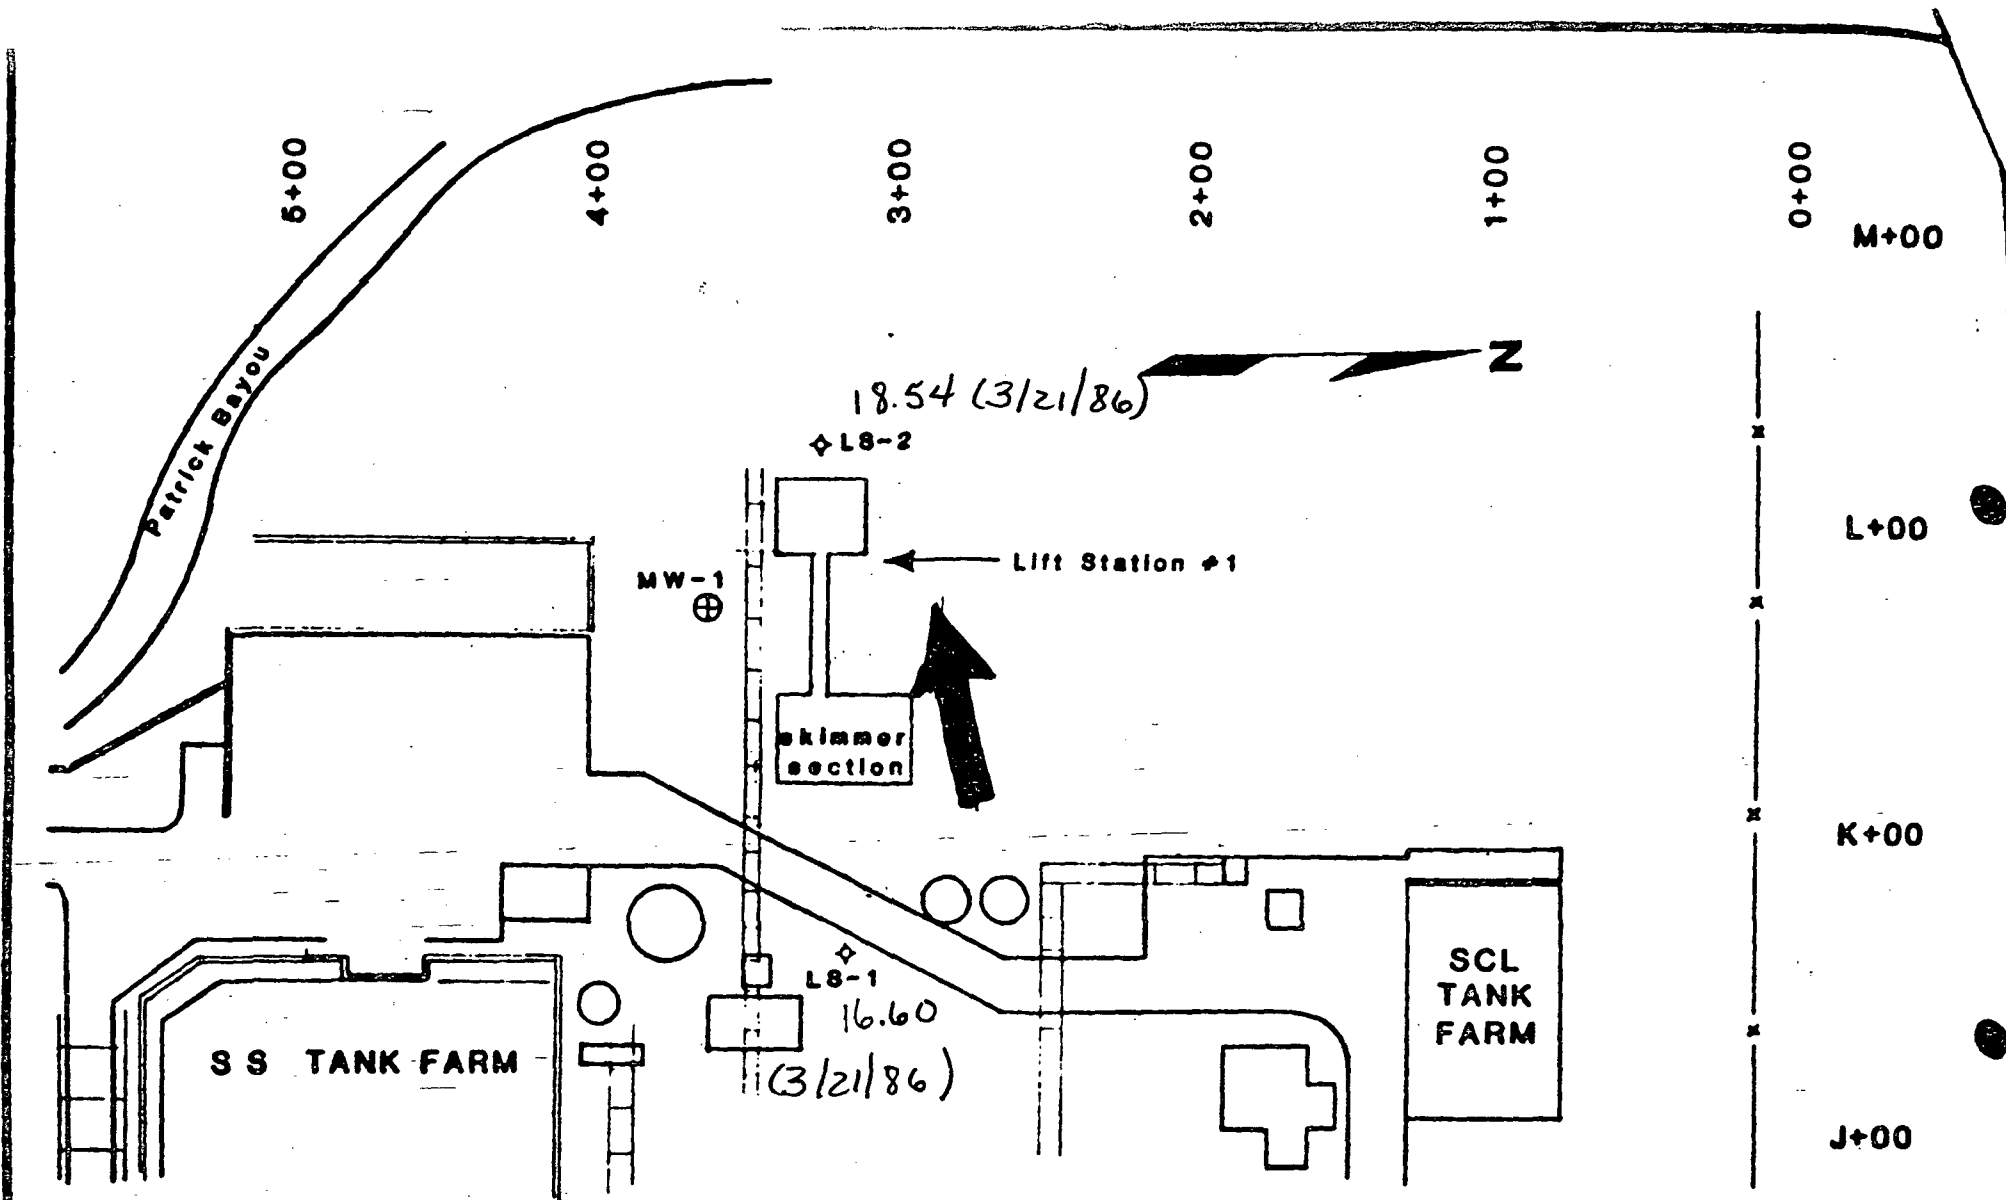 5+00
4+00
3+00
2+00
1+00
0+00
M+00
N
18.54 (3/21/86)
LS-2
Patrick Bayou
L+00
Lift Station #1
MW-1
skimmer
section
K+00
LS-1
16.60
(3/21/86)
SCL
TANK
FARM
SS TANK FARM
J+00